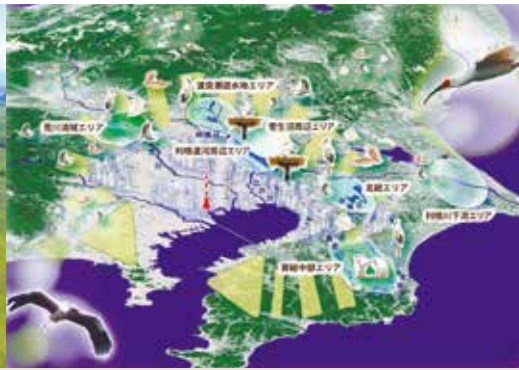 渡良瀬遊水地エリア
荒川流域エリア
菅生沼周辺エリア
利根運河周辺エリア
北総エリア
利根川下流エリア
房総中部エリア